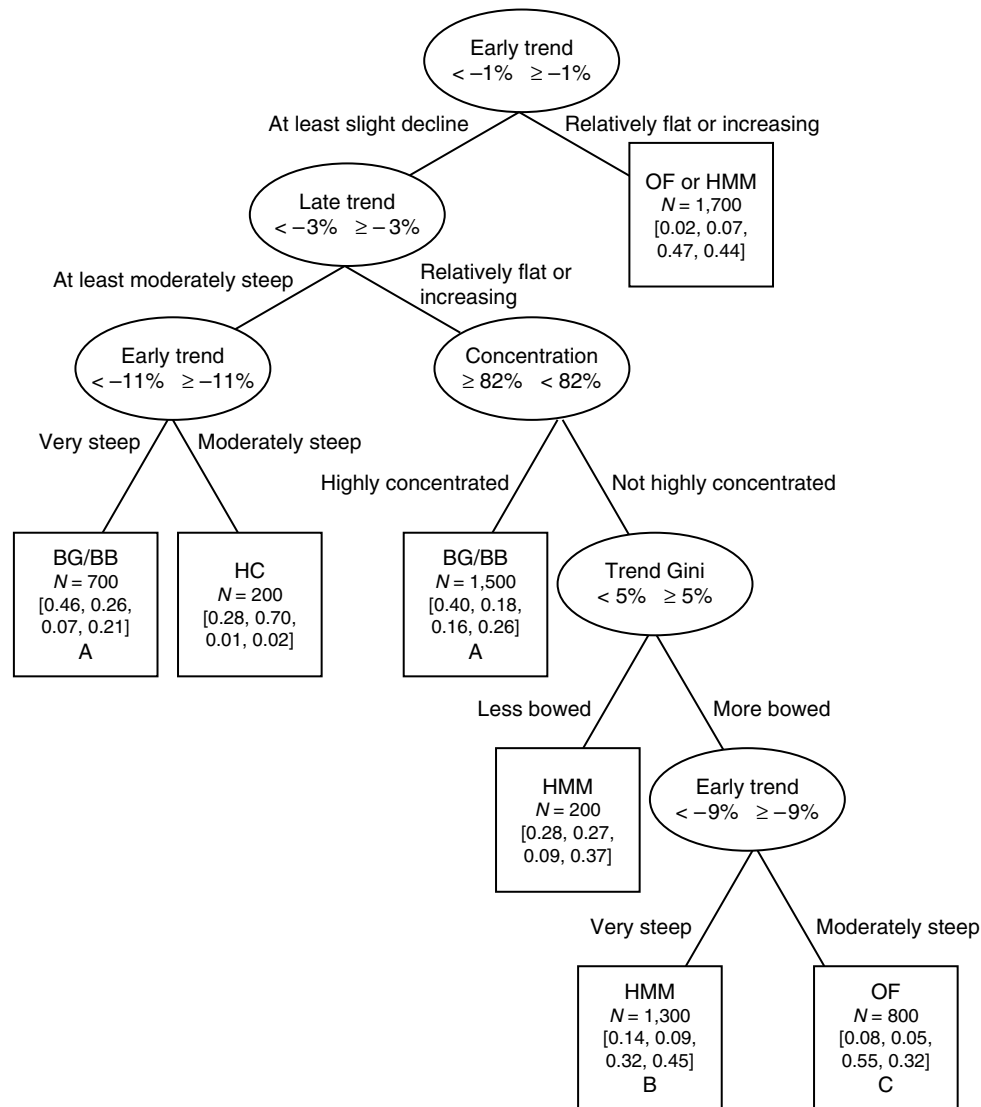 Early trend
< –1% ≥ –1%
At least slight decline
Relatively flat or increasing
OF or HMM
N = 1,700
[0.02, 0.07,
0.47, 0.44]
Late trend
< –3% ≥ –3%
At least moderately steep
Relatively flat or
increasing
Early trend
< –11% ≥ –11%
Concentration
≥ 82% < 82%
Very steep
Moderately steep
Highly concentrated
Not highly concentrated
BG/BB
N = 700
[0.46, 0.26,
0.07, 0.21]
A
HC
N = 200
[0.28, 0.70,
0.01, 0.02]
BG/BB
N = 1,500
[0.40, 0.18,
0.16, 0.26]
A
Trend Gini
< 5% ≥ 5%
Less bowed
More bowed
HMM
N = 200
[0.28, 0.27,
0.09, 0.37]
Early trend
< –9% ≥ –9%
Very steep
Moderately steep
HMM
N = 1,300
[0.14, 0.09,
0.32, 0.45]
B
OF
N = 800
[0.08, 0.05,
0.55, 0.32]
C